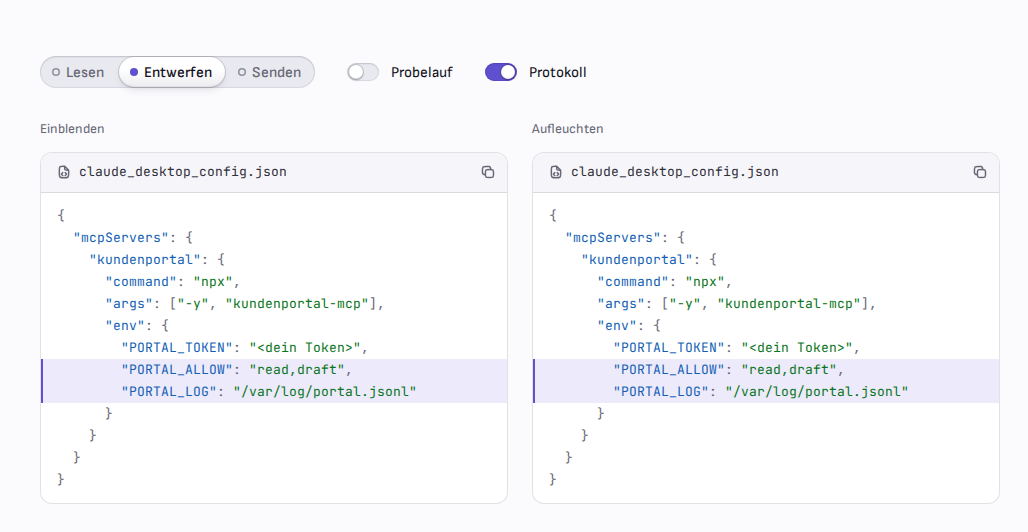 Lesen Entwerfen Senden Probelauf Protokoll
Einblenden
claude_desktop_config.json
{
  "mcpServers": {
    "kundenportal": {
      "command": "npx",
      "args": ["-y", "kundenportal-mcp"],
      "env": {
        "PORTAL_TOKEN": "<dein Token>",
        "PORTAL_ALLOW": "read,draft",
        "PORTAL_LOG": "/var/log/portal.jsonl"
      }
    }
  }
}
Aufleuchten
claude_desktop_config.json
{
  "mcpServers": {
    "kundenportal": {
      "command": "npx",
      "args": ["-y", "kundenportal-mcp"],
      "env": {
        "PORTAL_TOKEN": "<dein Token>",
        "PORTAL_ALLOW": "read,draft",
        "PORTAL_LOG": "/var/log/portal.jsonl"
      }
    }
  }
}